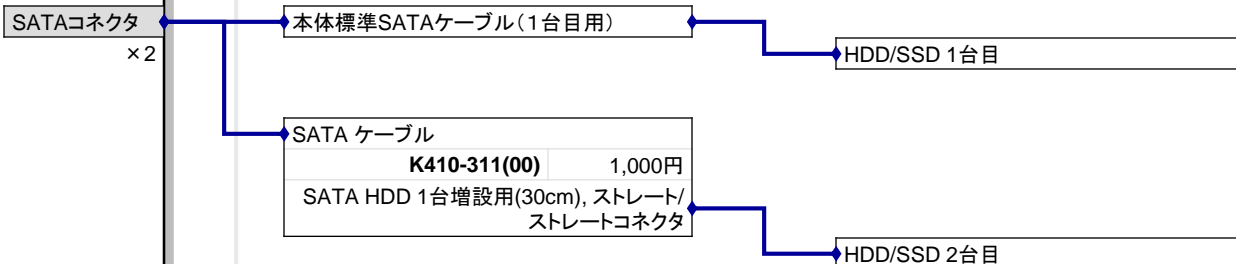 SATAコネクタ
×2
本体標準SATAケーブル(1台目用)
HDD/SSD 1台目
SATA ケーブル
K410-311(00) 1,000円
SATA HDD 1台増設用(30cm), ストレート/
ストレートコネクタ
HDD/SSD 2台目